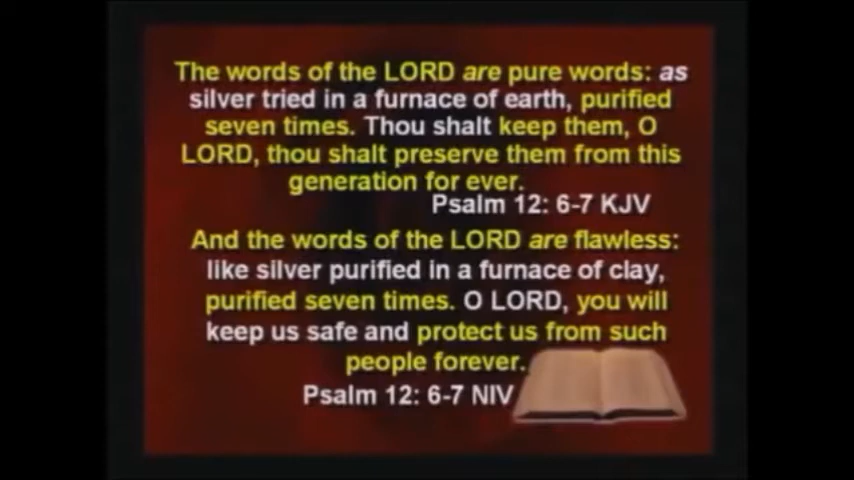 The words of the LORD are pure words: as
silver tried in a furnace of earth, purified
seven times. Thou shalt keep them, O
LORD, thou shalt preserve them from this
generation for ever.
Psalm 12: 6-7 KJV
And the words of the LORD are flawless:
like silver purified in a furnace of clay,
purified seven times. O LORD, you will
keep us safe and protect us from such
people forever.
Psalm 12: 6-7 NIV